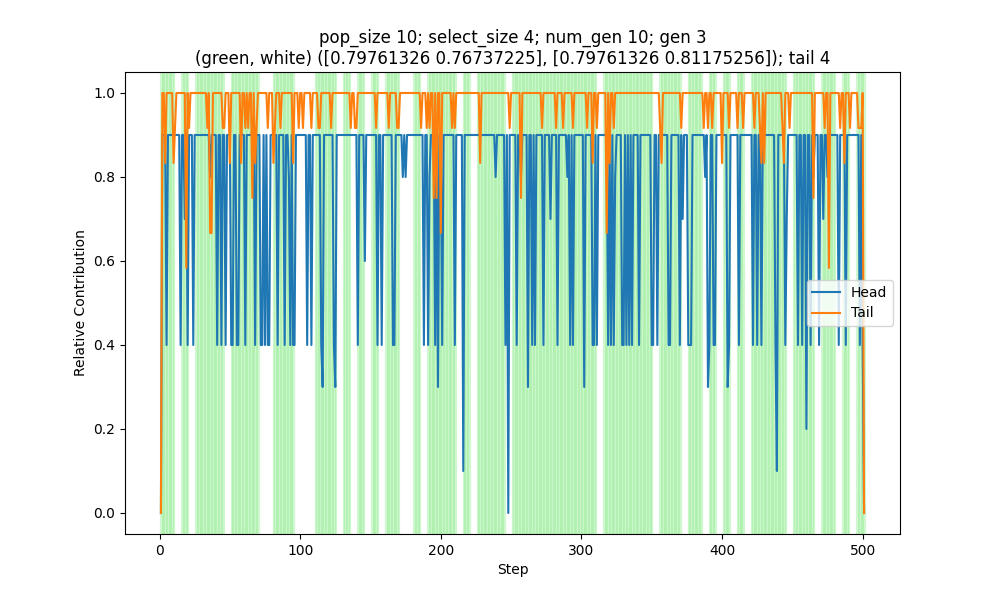 pop_size 10; select_size 4; num_gen 10; gen 3
(green, white) ([0.79761326 0.76737225], [0.79761326 0.81175256]); tail 4
1.0
0.8
0.6
0.4
0.2
0.0
Relative Contribution
Head
Tail
0
100
200
300
400
500
Step